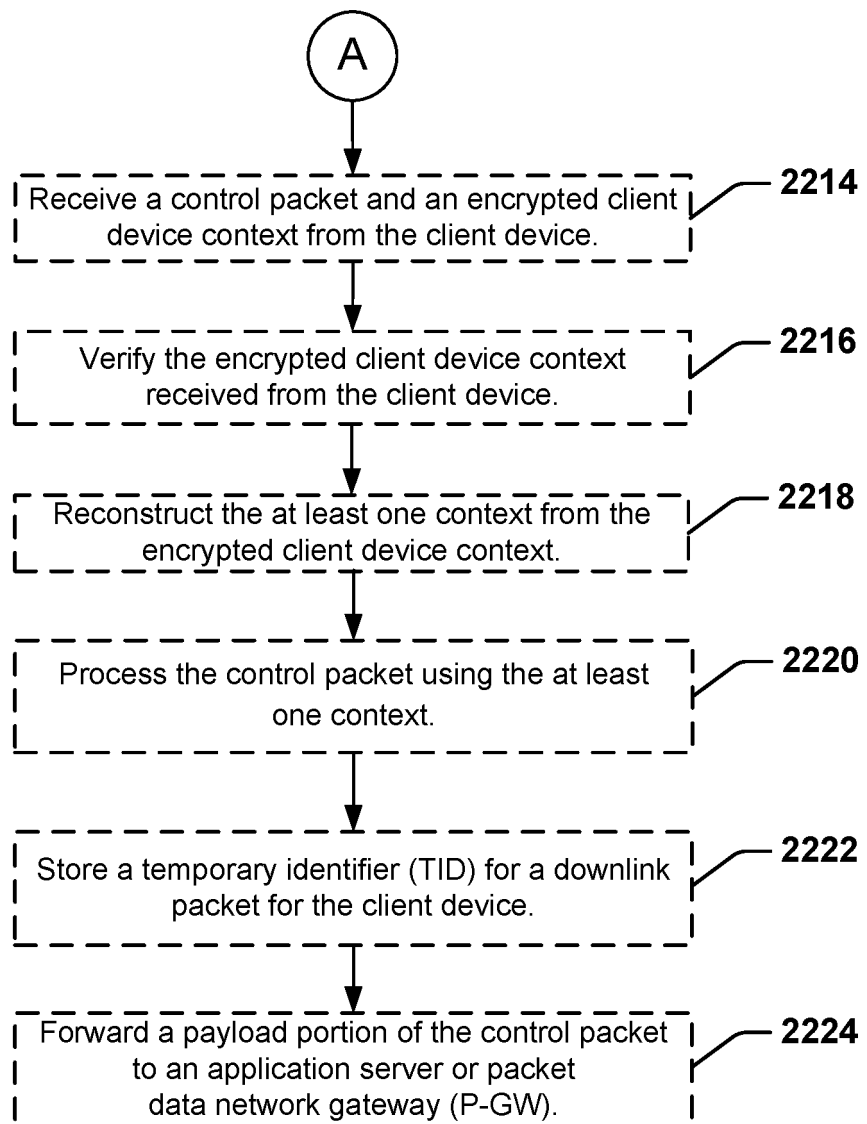 A
Receive a control packet and an encrypted client
device context from the client device.
2214
Verify the encrypted client device context
received from the client device.
2216
Reconstruct the at least one context from the
encrypted client device context.
2218
Process the control packet using the at least
one context.
2220
Store a temporary identifier (TID) for a downlink
packet for the client device.
2222
Forward a payload portion of the control packet
to an application server or packet
data network gateway (P-GW).
2224